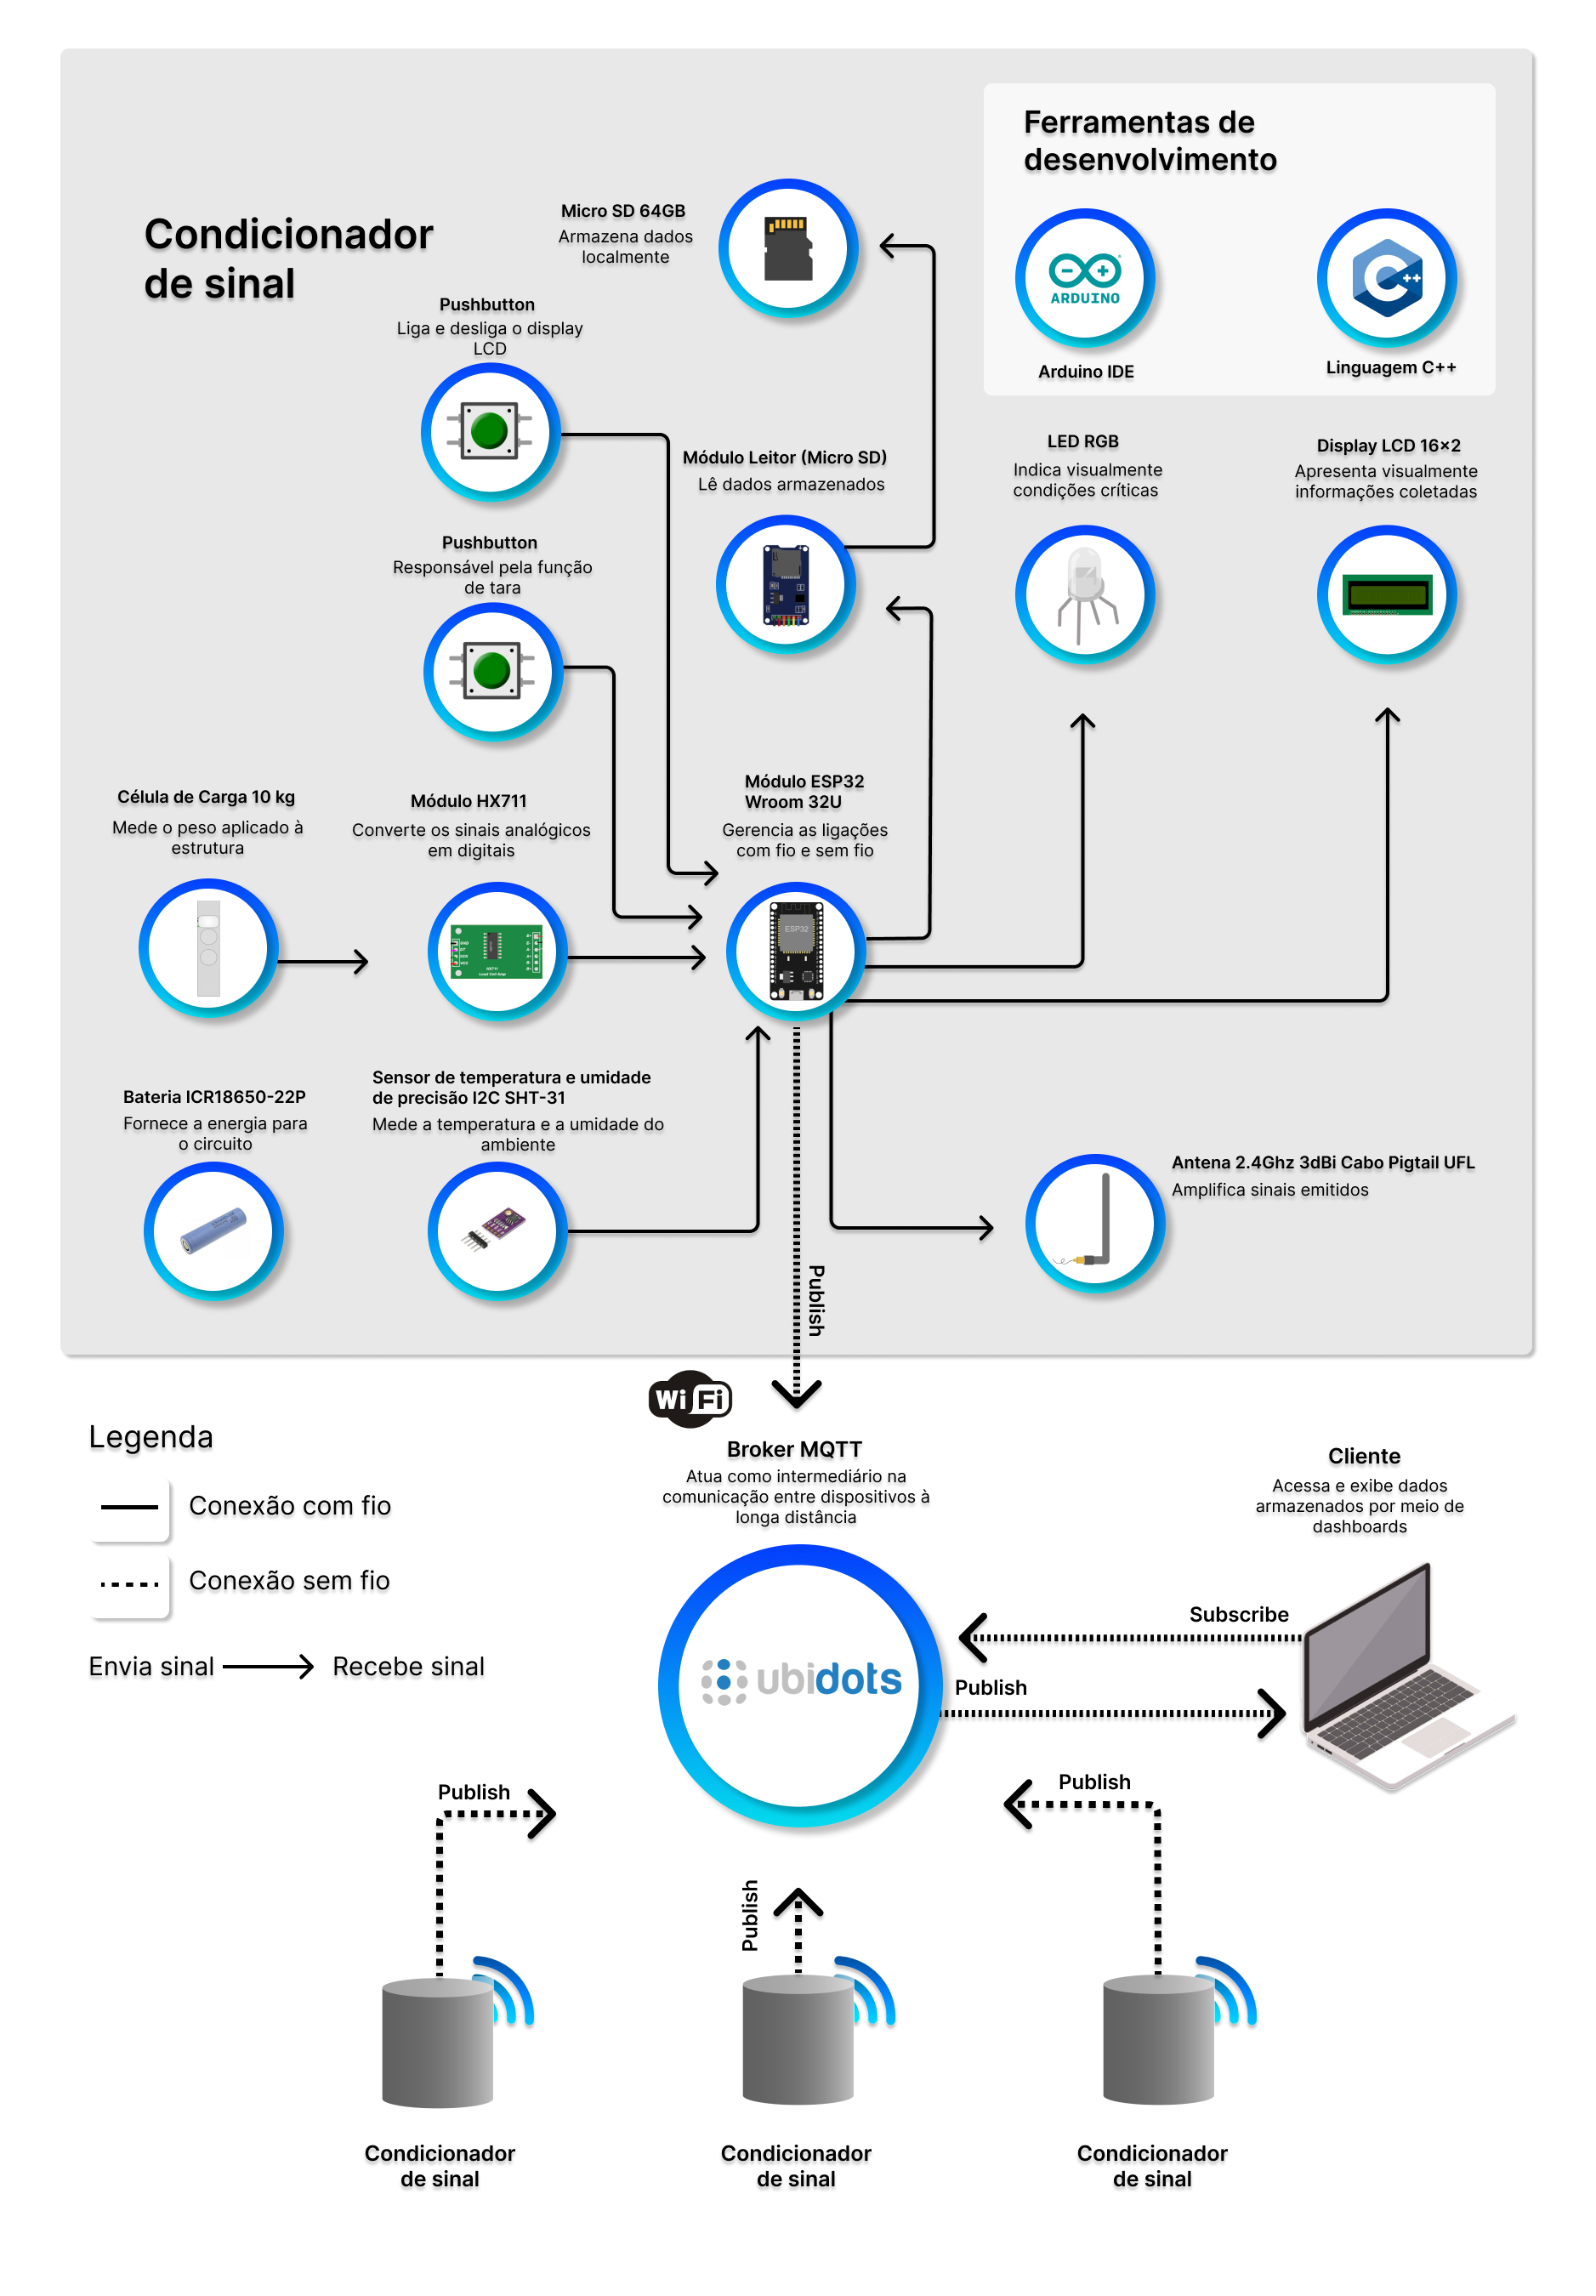 Condicionador
de sinal
Ferramentas de
desenvolvimento
ARDUINO
Arduino IDE
C++
Linguagem C++
Micro SD 64GB
Armazena dados
localmente
Pushbutton
Liga e desliga o display
LCD
Módulo Leitor (Micro SD)
Lê dados armazenados
LED RGB
Indica visualmente
condições críticas
Display LCD 16×2
Apresenta visualmente
informações coletadas
Pushbutton
Responsável pela função
de tara
Célula de Carga 10 kg
Mede o peso aplicado à
estrutura
Módulo HX711
Converte os sinais analógicos
em digitais
Módulo ESP32
Wroom 32U
Gerencia as ligações
com fio e sem fio
ESP32
Bateria ICR18650-22P
Fornece a energia para
o circuito
Sensor de temperatura e umidade
de precisão I2C SHT-31
Mede a temperatura e a umidade do
ambiente
Antena 2.4Ghz 3dBi Cabo Pigtail UFL
Amplifica sinais emitidos
Publish
WiFi
Legenda
Conexão com fio
Conexão sem fio
Envia sinal
Recebe sinal
Broker MQTT
Atua como intermediário na
comunicação entre dispositivos à
longa distância
ubidots
Cliente
Acessa e exibe dados
armazenados por meio de
dashboards
Subscribe
Publish
Publish
Publish
Publish
Condicionador
de sinal
Condicionador
de sinal
Condicionador
de sinal